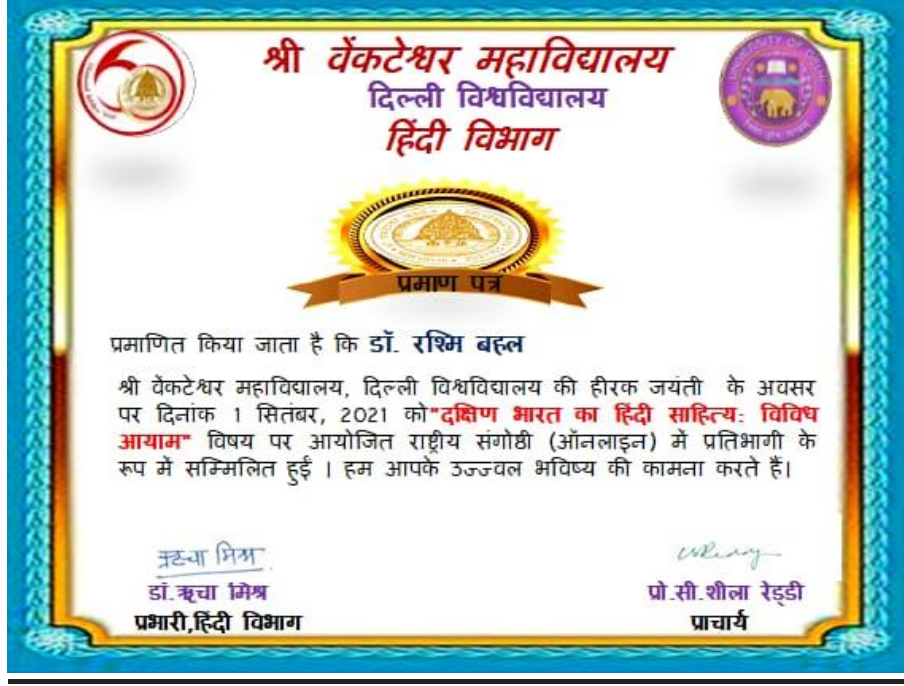 श्री वेंकटेश्वर महाविद्यालय
दिल्ली विश्वविद्यालय
हिंदी विभाग
प्रमाण पत्र
प्रमाणित किया जाता है कि डॉ. रश्मि बहल
श्री वेंकटेश्वर महाविद्यालय, दिल्ली विश्वविद्यालय की हीरक जयंती के अवसर
पर दिनांक 1 सितंबर, 2021 को"दक्षिण भारत का हिंदी साहित्य: विविध
आयाम" विषय पर आयोजित राष्ट्रीय संगोष्ठी (ऑनलाइन) में प्रतिभागी के
रूप में सम्मिलित हुईं । हम आपके उज्ज्वल भविष्य की कामना करते हैं।
ऋचा मिश्र
डॉ.ऋचा मिश्र
प्रभारी,हिंदी विभाग
प्रो.सी.शीला रेड्डी
प्राचार्य